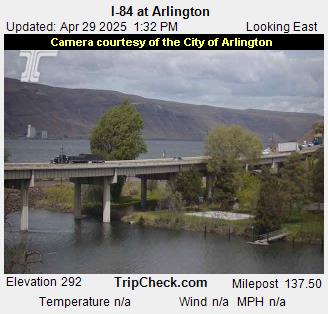 I-84 at Arlington
Updated: Apr 29 2025 1:32 PM Looking East
Camera courtesy of the City of Arlington
Elevation 292 TripCheck.com Milepost 137.50
Temperature n/a Wind n/a MPH n/a